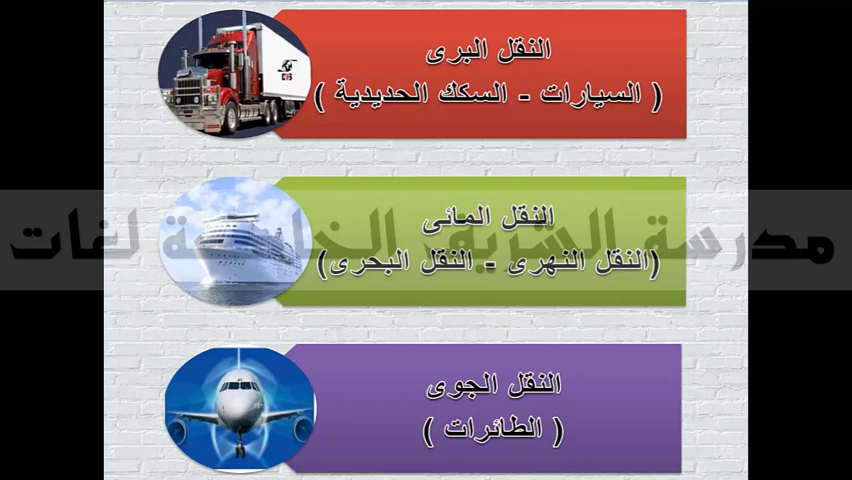 النقل البرى
( السيارات - السكك الحديدية )
النقل المائى
(النقل النهرى - النقل البحرى)
النقل الجوى
( الطائرات )
مدرسة الشريف الخاصة لغات